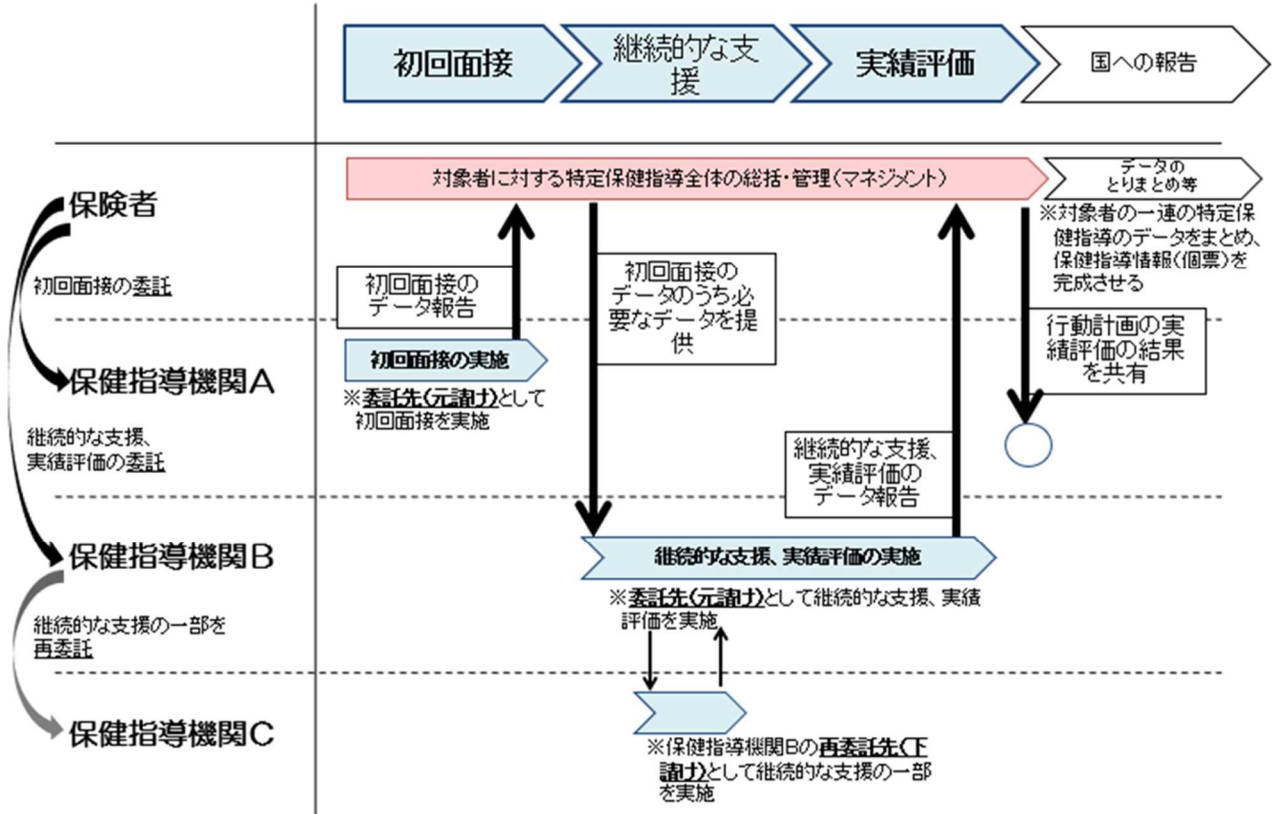 初回面接
継続的な支
援
実績評価
国への報告
対象者に対する特定保健指導全体の総括・管理(マネジメント)
データの
とりまとめ等
※対象者の一連の特定保
健指導のデータをまとめ、
保健指導情報(個票)を
完成させる
保険者
初回面接の委託
初回面接の
データ報告
初回面接の
データのうち必
要なデータを提
供
行動計画の実
績評価の結果
を共有
保健指導機関A
初回面接の実施
※委託先(元請け)として
初回面接を実施
継続的な支援、
実績評価の委託
継続的な支援、
実績評価の
データ報告
保健指導機関B
継続的な支援、実績評価の実施
※委託先(元請け)として継続的な支援、実績
評価を実施
継続的な支援の一部を
再委託
保健指導機関C
※保健指導機関Bの再委託先(下
請け)として継続的な支援の一部
を実施